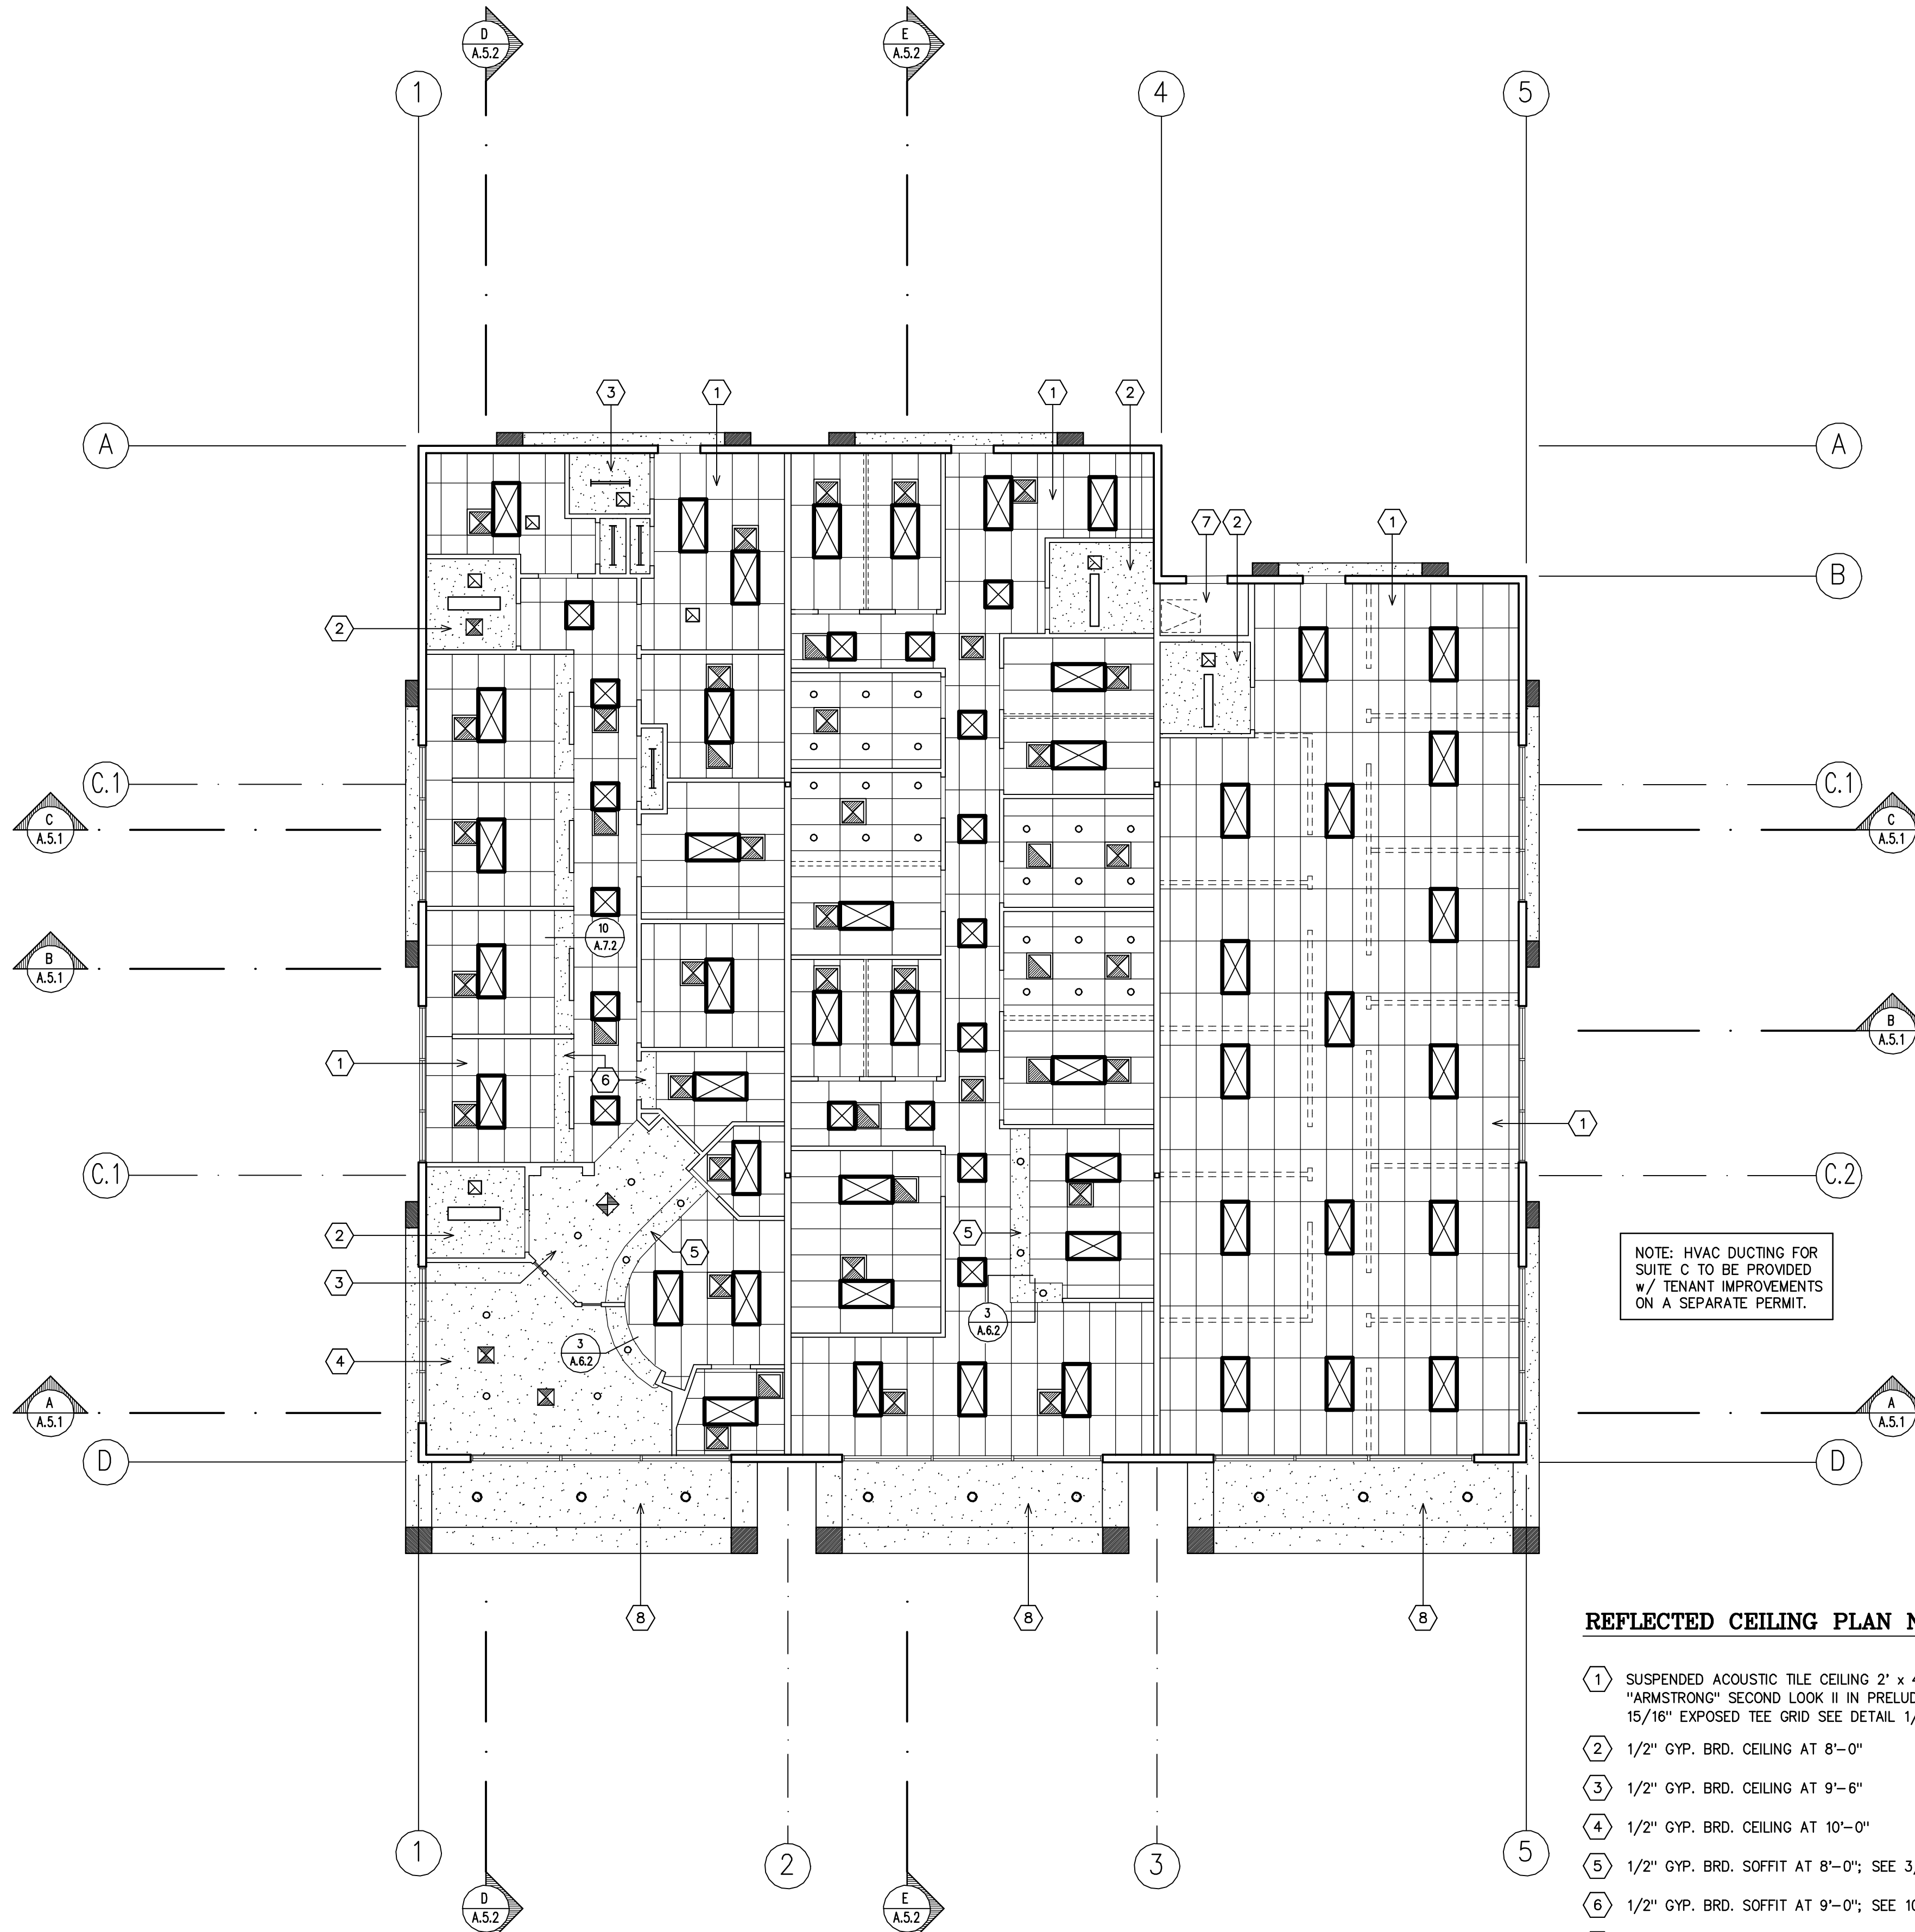 D
A.5.2
E
A.5.2
1
4
5
3
1
1
2
A
A
7
2
1
B
2
C.1
C.1
C
A.5.1
C
A.5.1
10
A.7.2
B
A.5.1
B
A.5.1
1
6
1
C.1
C.2
2
5
5
3
NOTE: HVAC DUCTING FOR
SUITE C TO BE PROVIDED
w/ TENANT IMPROVEMENTS
ON A SEPARATE PERMIT.
3
A.6.2
3
A.6.2
4
A
A.5.1
A
A.5.1
D
D
8
8
8
REFLECTED CEILING PLAN N
1 SUSPENDED ACOUSTIC TILE CEILING 2' x 4
"ARMSTRONG" SECOND LOOK II IN PRELUD
15/16" EXPOSED TEE GRID SEE DETAIL 1/
2 1/2" GYP. BRD. CEILING AT 8'-0"
3 1/2" GYP. BRD. CEILING AT 9'-6"
4 1/2" GYP. BRD. CEILING AT 10'-0"
5 1/2" GYP. BRD. SOFFIT AT 8'-0"; SEE 3/
6 1/2" GYP. BRD. SOFFIT AT 9'-0"; SEE 10
1
2
3
5
D
A.5.2
E
A.5.2